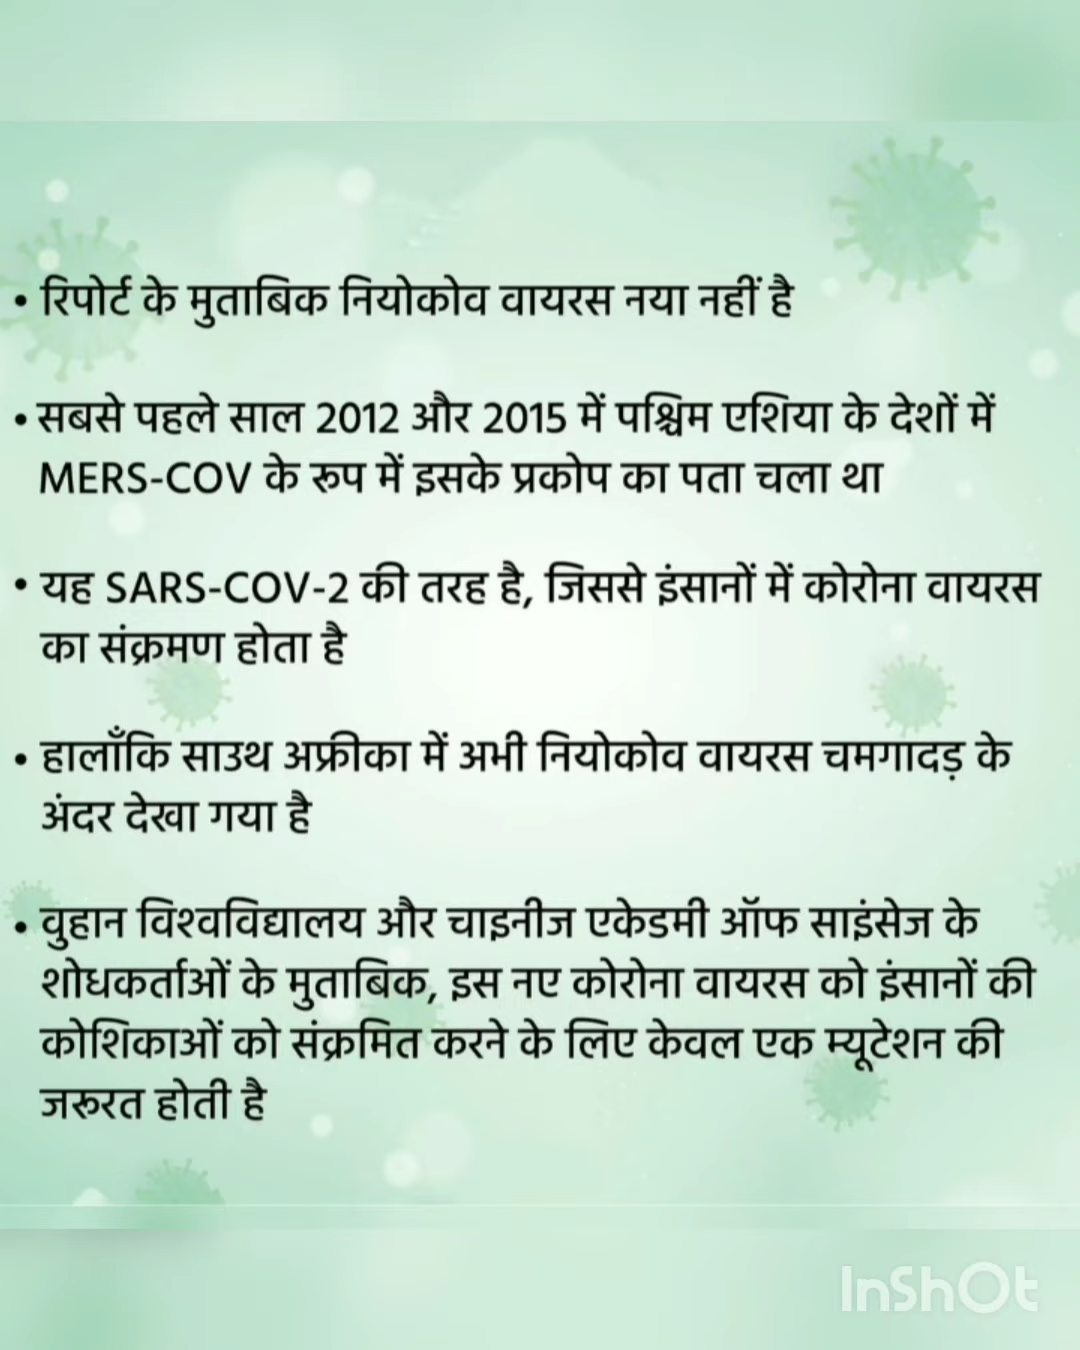 • रिपोर्ट के मुताबिक नियोकोव वायरस नया नहीं है
• सबसे पहले साल 2012 और 2015 में पश्चिम एशिया के देशों में
MERS-COV के रूप में इसके प्रकोप का पता चला था
• यह SARS-COV-2 की तरह है, जिससे इंसानों में कोरोना वायरस
का संक्रमण होता है
• हालाँकि साउथ अफ्रीका में अभी नियोकोव वायरस चमगादड़ के
अंदर देखा गया है
• वुहान विश्वविद्यालय और चाइनीज एकेडमी ऑफ साइंसेज के
शोधकर्ताओं के मुताबिक, इस नए कोरोना वायरस को इंसानों की
कोशिकाओं को संक्रमित करने के लिए केवल एक म्यूटेशन की
जरूरत होती है
InShOt